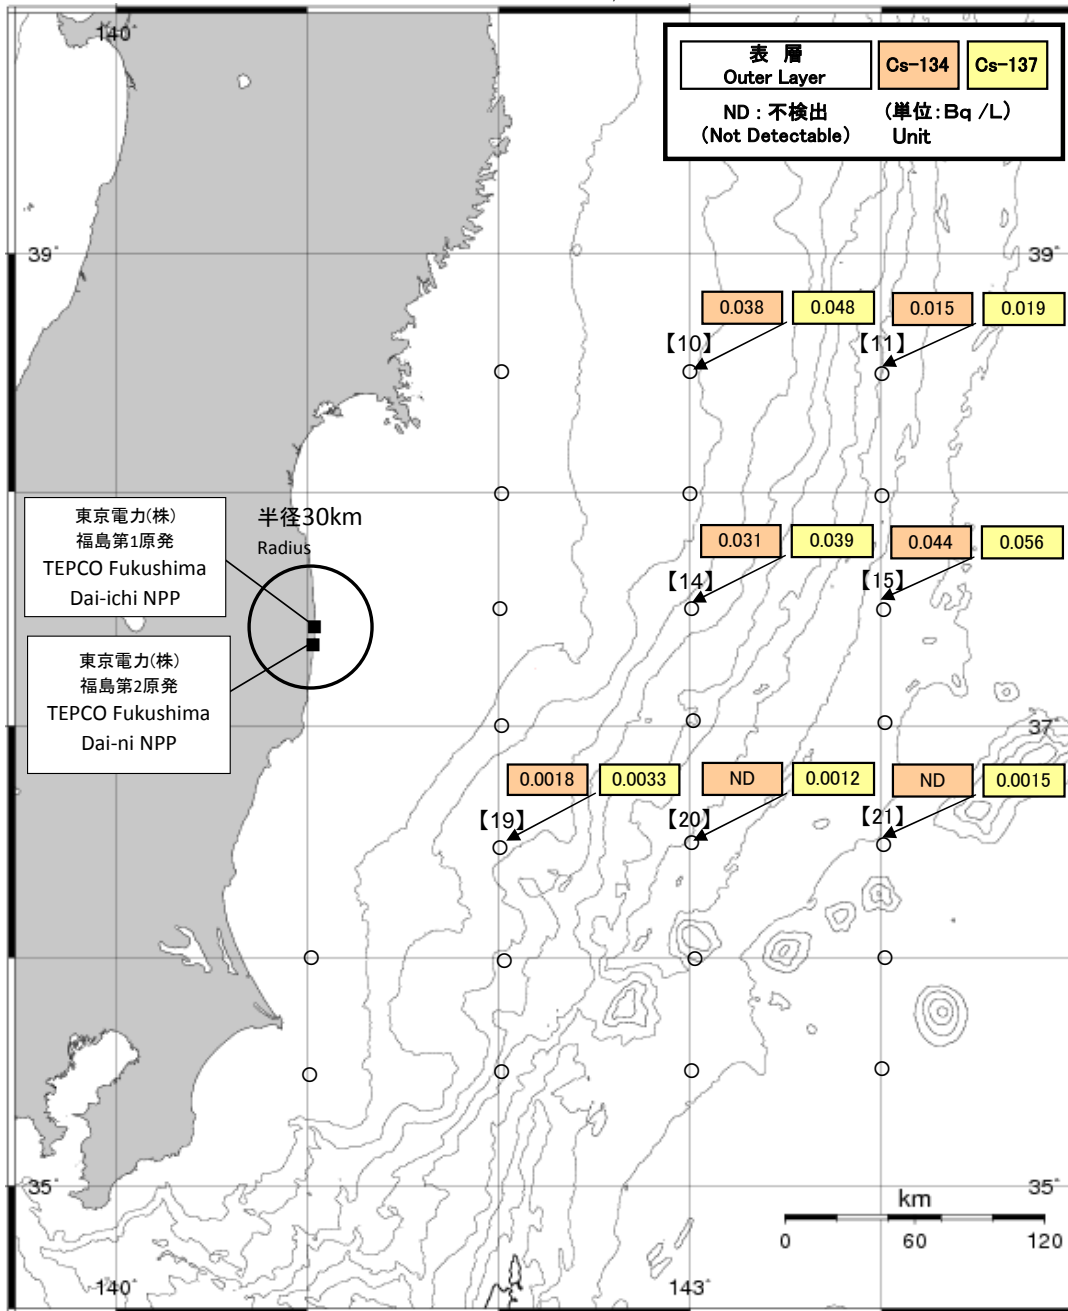 140°
表 層
Outer Layer
Cs-134
Cs-137
ND : 不検出
(Not Detectable)
(単位:Bq /L)
Unit
39°
39°
0.038
0.048
0.015
0.019
【10】
【11】
東京電力(株)
福島第1原発
TEPCO Fukushima
Dai-ichi NPP
半径30km
Radius
0.031
0.039
0.044
0.056
【14】
【15】
東京電力(株)
福島第2原発
TEPCO Fukushima
Dai-ni NPP
37°
0.0018
0.0033
ND
0.0012
ND
0.0015
【19】
【20】
【21】
35°
35°
km
0
60
120
140°
143°